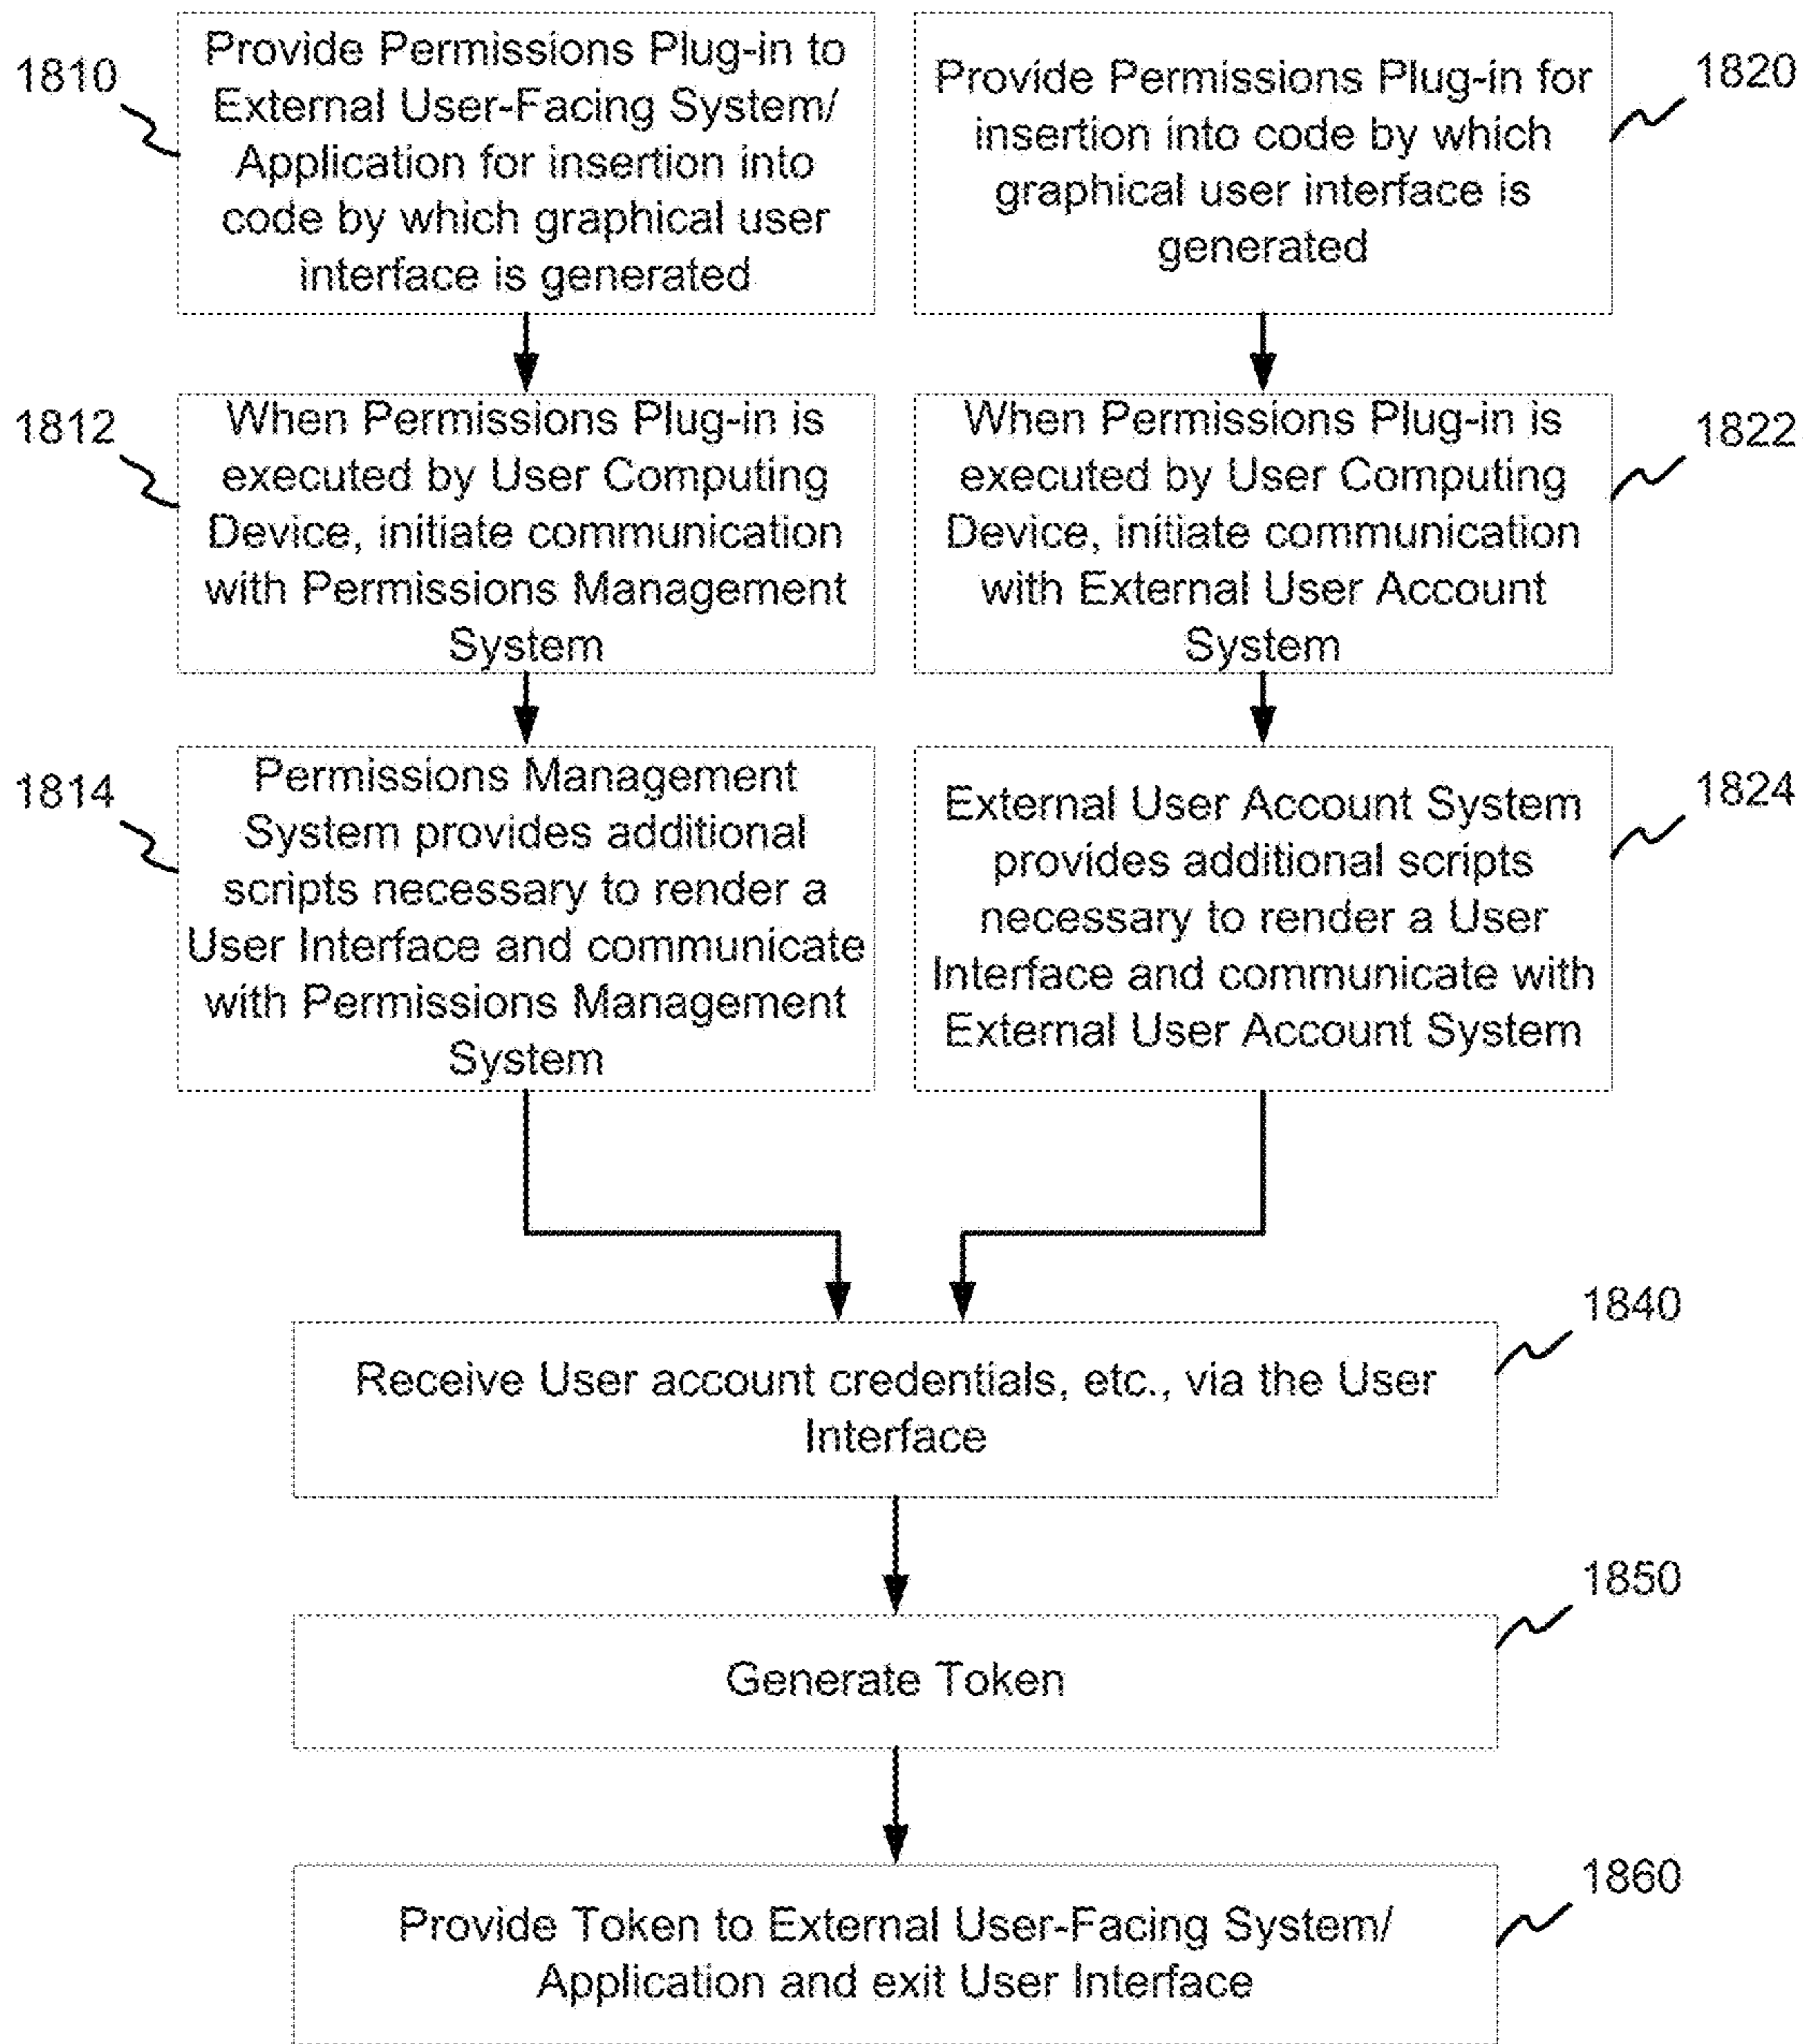 1810
Provide Permissions Plug-in to
External User-Facing System/
Application for insertion into
code by which graphical user
interface is generated
1820
Provide Permissions Plug-in for
insertion into code by which
graphical user interface is
generated
1812
When Permissions Plug-in is
executed by User Computing
Device, initiate communication
with Permissions Management
System
1822
When Permissions Plug-in is
executed by User Computing
Device, initiate communication
with External User Account
System
1814
Permissions Management
System provides additional
scripts necessary to render a
User Interface and communicate
with Permissions Management
System
1824
External User Account System
provides additional scripts
necessary to render a User
Interface and communicate with
External User Account System
1840
Receive User account credentials, etc., via the User
Interface
1850
Generate Token
1860
Provide Token to External User-Facing System/
Application and exit User Interface